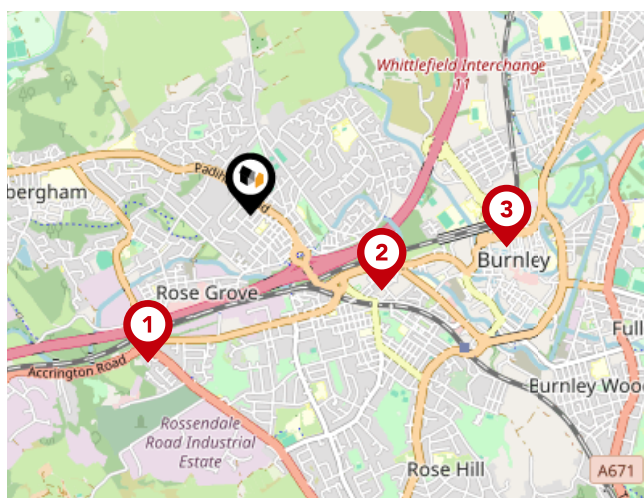 Whittlefield Interchange
11
bergham
3
2
Burnley
Rose Grove
1
Full
Accrington Road
Burnley Wood
Rossendale
Road Industrial
Estate
Rose Hill
A671